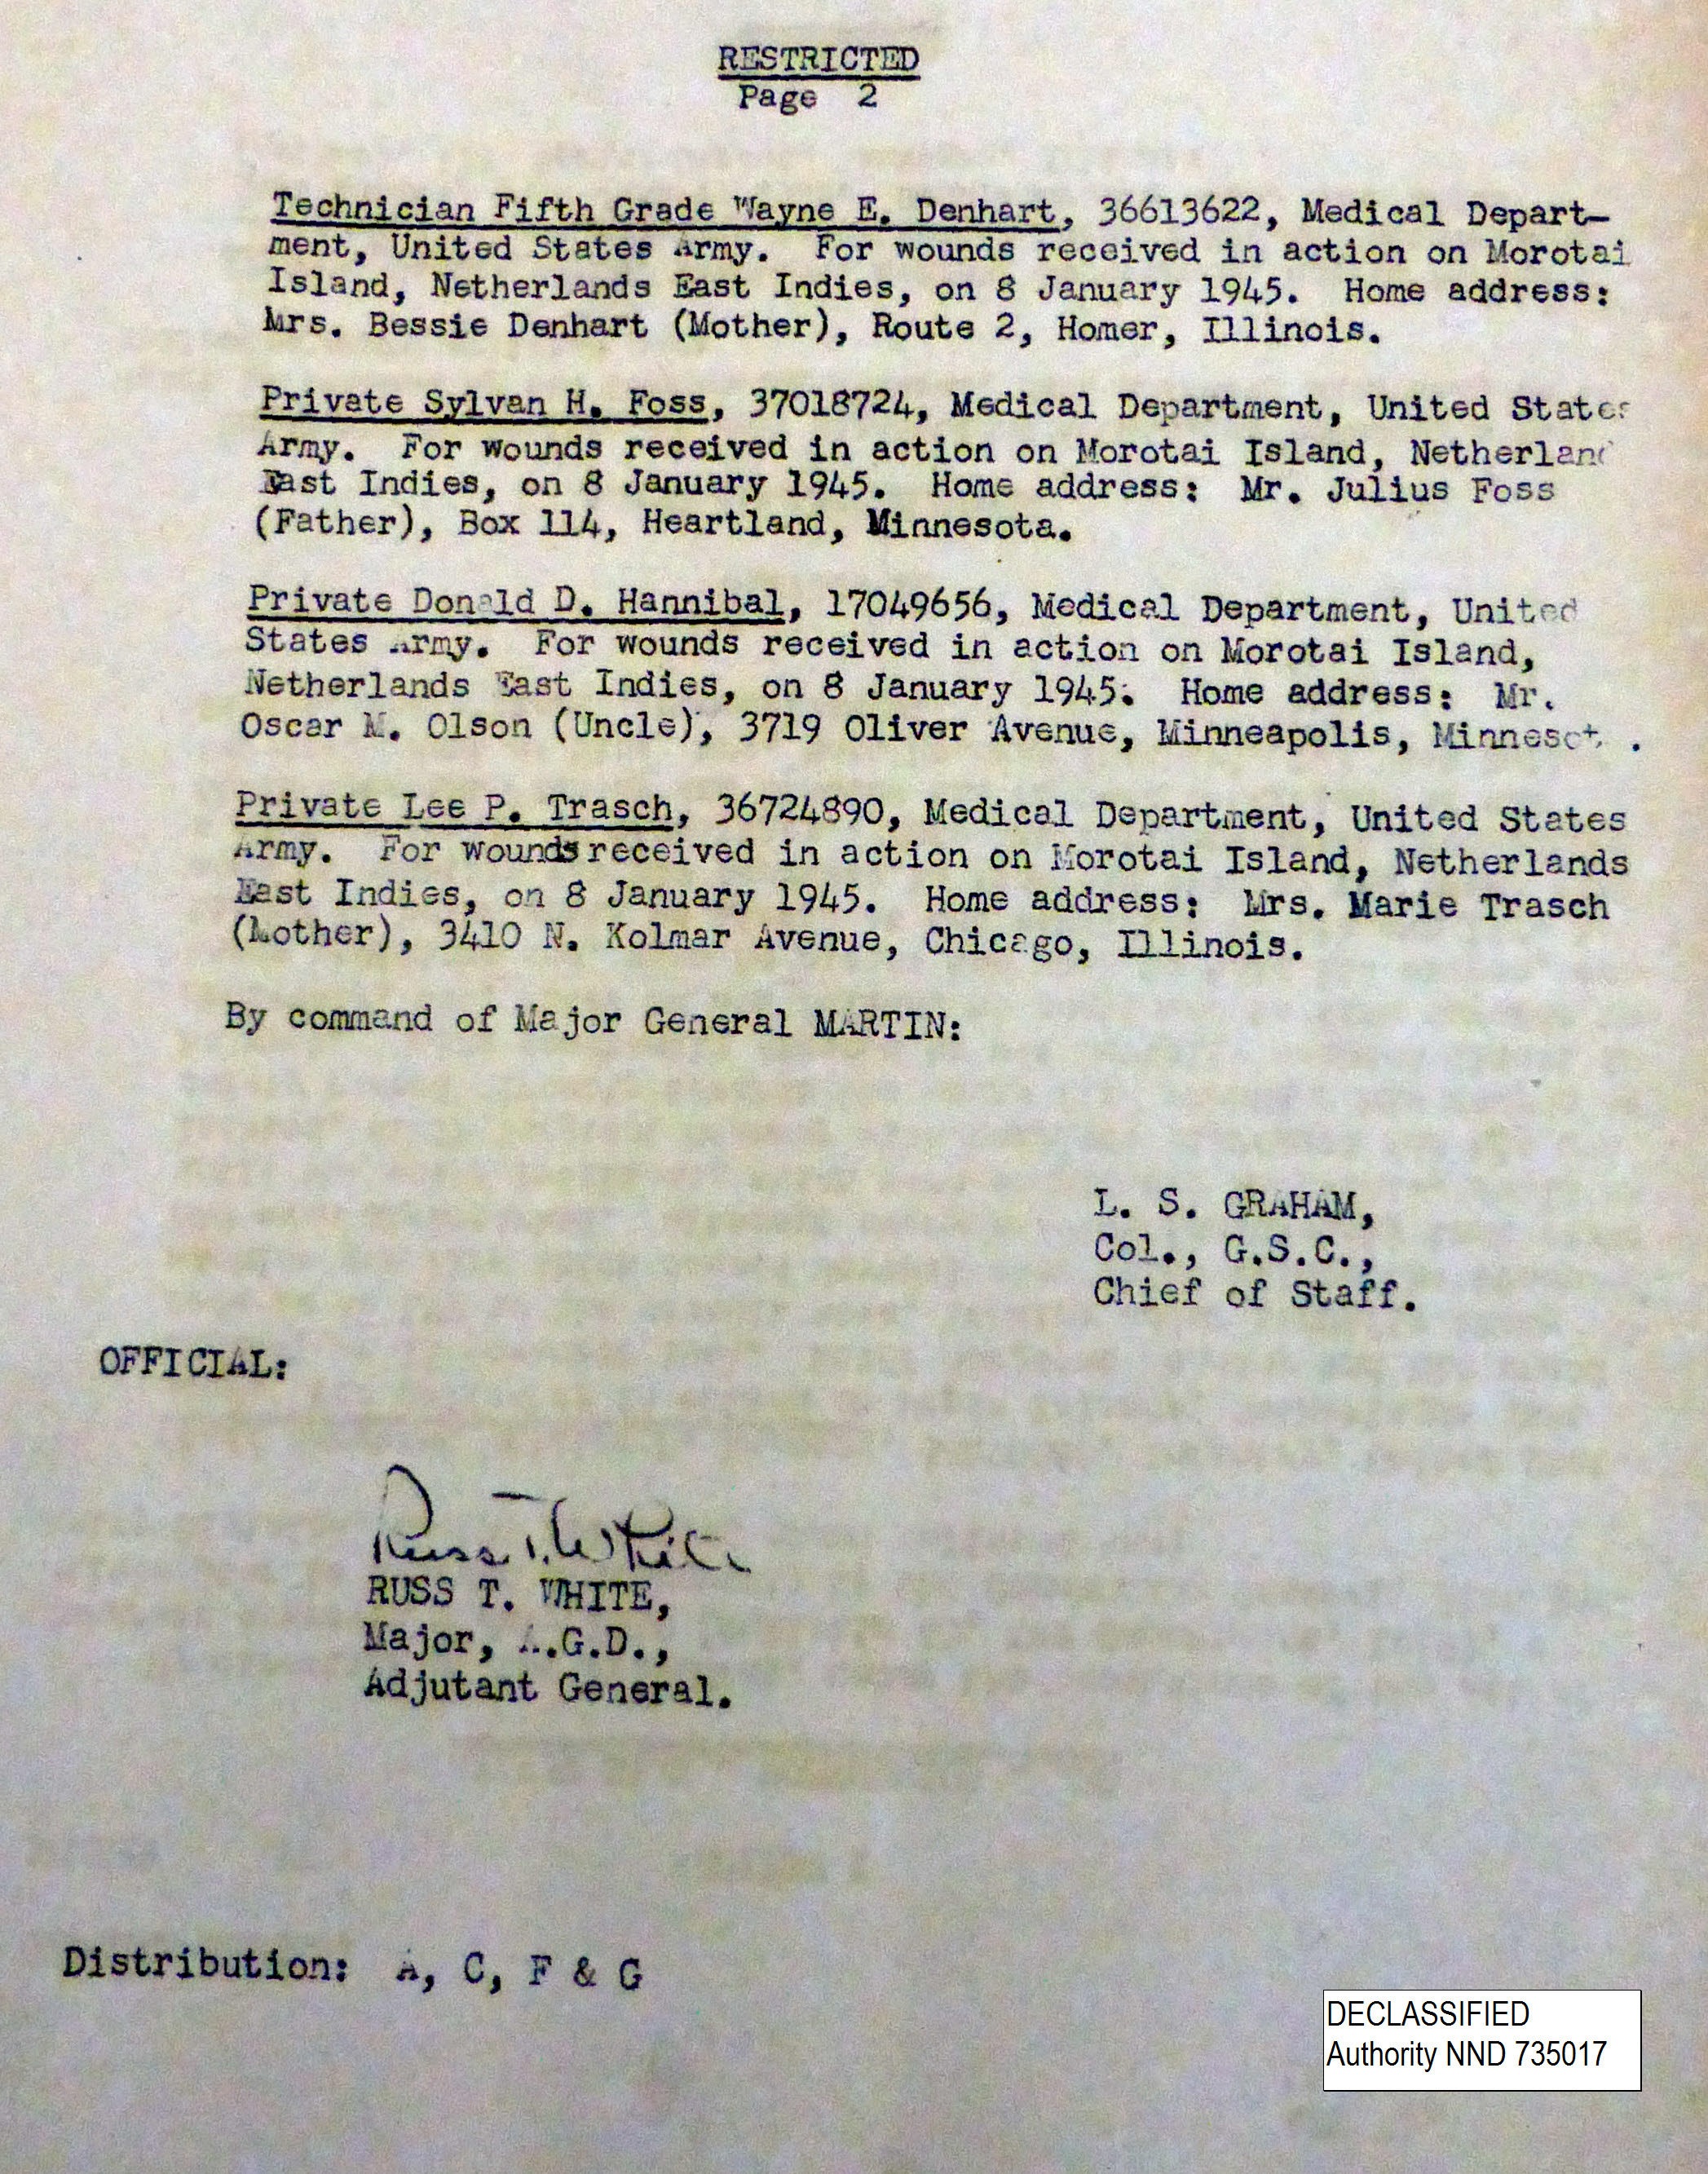 RESTRICTED
Page 2
Technician Fifth Grade Wayne E. Denhart, 36613622, Medical Depart-
ment, United States Army. For wounds received in action on Morotai
Island, Netherlands East Indies, on 8 January 1945. Home address:
Mrs. Bessie Denhart (Mother), Route 2, Homer, Illinois.
Private Sylvan H. Foss, 37018724, Medical Department, United States
Army. For wounds received in action on Morotai Island, Netherland
East Indies, on 8 January 1945. Home address: Mr. Julius Foss
(Father), Box 114, Heartland, Minnesota.
Private Donald D. Hannibal, 17049656, Medical Department, United
States Army. For wounds received in action on Morotai Island,
Netherlands East Indies, on 8 January 1945. Home address: Mr.
Oscar M. Olson (Uncle), 3719 Oliver Avenue, Minneapolis, Minnesota.
Private Lee P. Trasch, 36724890, Medical Department, United States
Army. For wounds received in action on Morotai Island, Netherlands
East Indies, on 8 January 1945. Home address: Mrs. Marie Trasch
(Mother), 3410 N. Kolmar Avenue, Chicago, Illinois.
By command of Major General MARTIN:
L. S. GRAHAM,
Col., G.S.C.,
Chief of Staff.
OFFICIAL:
Russ T. White
RUSS T. WHITE,
Major, A.G.D.,
Adjutant General.
Distribution: A, C, F & G
DECLASSIFIED
Authority NND 735017